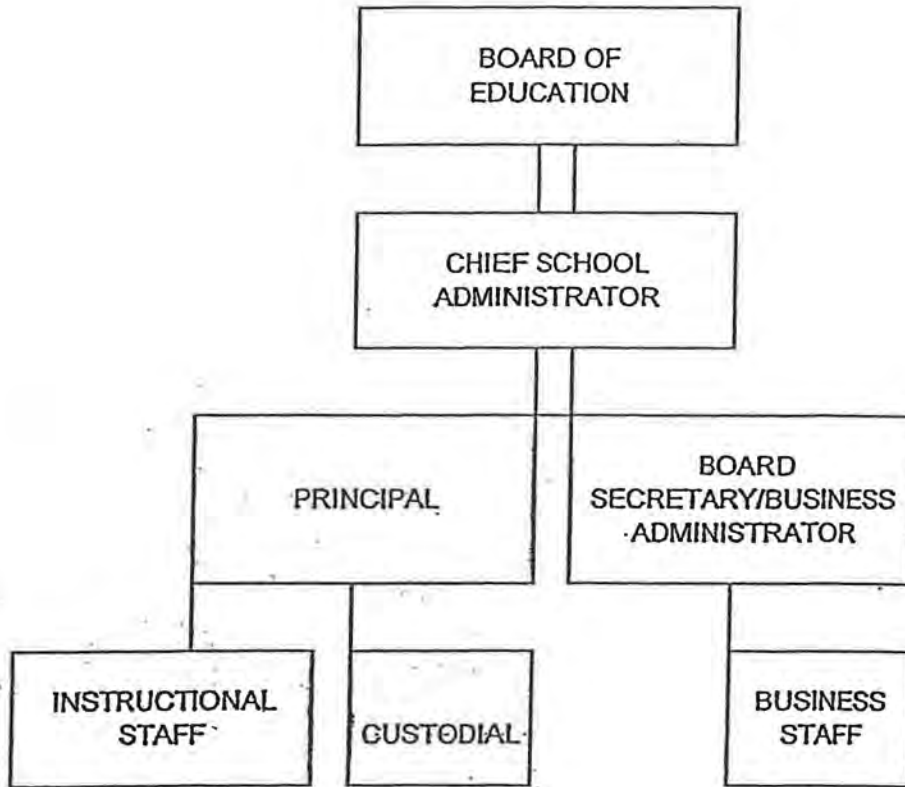 BOARD OF
EDUCATION
CHIEF SCHOOL
ADMINISTRATOR
PRINCIPAL
BOARD
SECRETARY/BUSINESS
ADMINISTRATOR
INSTRUCTIONAL
STAFF
CUSTODIAL
BUSINESS
STAFF